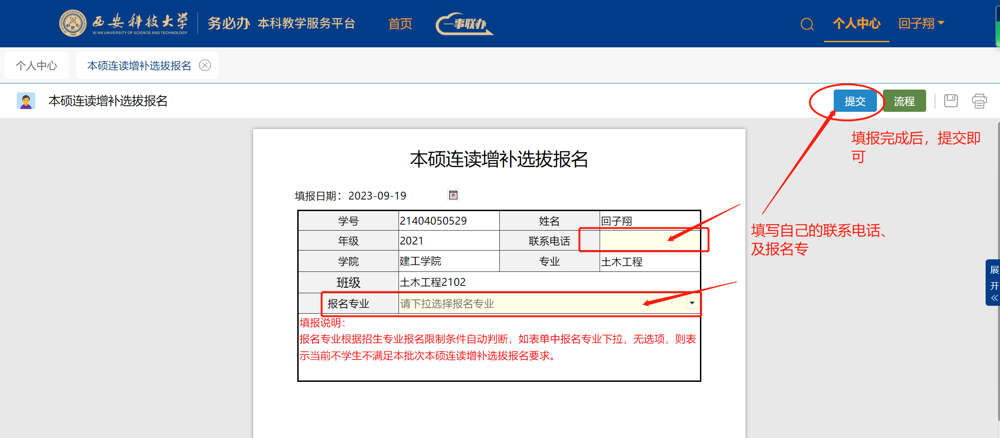 西安科技大学
XI'AN UNIVERSITY OF SCIENCE AND TECHNOLOGY
务必办 本科教学服务平台 首页 一事联办 个人中心 回子翔
个人中心 本硕连读增补选拔报名
本硕连读增补选拔报名 提交 流程
填报完成后，提交即
可
本硕连读增补选拔报名
填报日期：2023-09-19
学号 21404050529 姓名 回子翔
年级 2021 联系电话
填写自己的联系电话、
及报名专
学院 建工学院 专业 土木工程
班级 土木工程2102
报名专业 请下拉选择报名专业
填报说明：
报名专业根据招生专业报名限制条件自动判断，如表单中报名专业下拉，无选项，则表
示当前不学生不满足本批次本硕连读增补选拔报名要求。
展
开